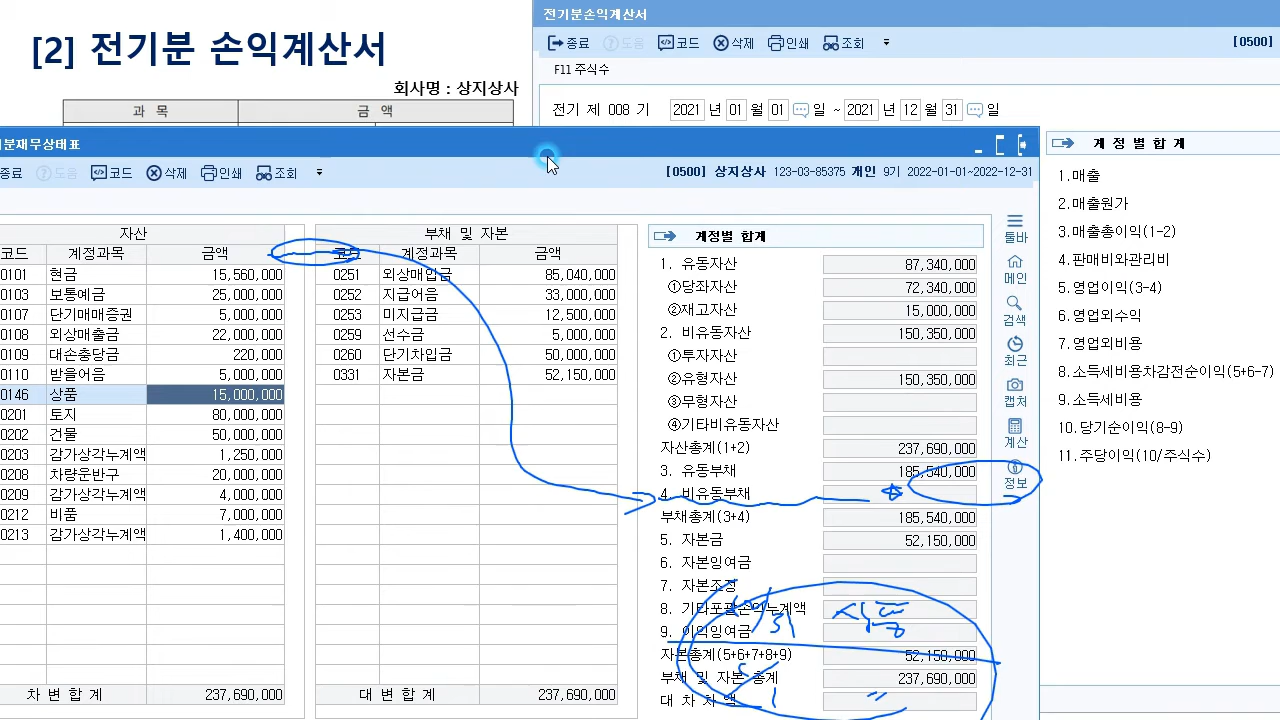 [2] 전기분 손익계산서
회사명 : 상지상사
과 목 금 액
전기분손익계산서
종료 도움 코드 삭제 인쇄 조회 [0500]
F11 주식수
전기 제 008 기 2021 년 01 월 01 일 ~ 2021 년 12 월 31 일
계 정 별 합 계
1.매출
2.매출원가
3.매출총이익(1-2)
4.판매비와관리비
5.영업이익(3-4)
6.영업외수익
7.영업외비용
8.소득세비용차감전순이익(5+6-7)
9.소득세비용
10.당기순이익(8-9)
11.주당이익(10/주식수)
분재무상태표
종료 도움 코드 삭제 인쇄 조회 [0500] 상지상사 123-03-85375 개인 9기 2022-01-01~2022-12-31
자산
코드 계정과목 금액
0101 현금 15,560,000
0103 보통예금 25,000,000
0107 단기매매증권 5,000,000
0108 외상매출금 22,000,000
0109 대손충당금 220,000
0110 받을어음 5,000,000
0146 상품 15,000,000
0201 토지 80,000,000
0202 건물 50,000,000
0203 감가상각누계액 1,250,000
0208 차량운반구 20,000,000
0209 감가상각누계액 4,000,000
0212 비품 7,000,000
0213 감가상각누계액 1,400,000
차 변 합 계 237,690,000
부채 및 자본
코드 계정과목 금액
0251 외상매입금 85,040,000
0252 지급어음 33,000,000
0253 미지급금 12,500,000
0259 선수금 5,000,000
0260 단기차입금 50,000,000
0331 자본금 52,150,000
대 변 합 계 237,690,000
계정별 합계
1. 유동자산 87,340,000
①당좌자산 72,340,000
②재고자산 15,000,000
2. 비유동자산 150,350,000
①투자자산
②유형자산 150,350,000
③무형자산
④기타비유동자산
자산총계(1+2) 237,690,000
3. 유동부채 185,540,000
4. 비유동부채
부채총계(3+4) 185,540,000
5. 자본금 52,150,000
6. 자본잉여금
7. 자본조정
8. 기타포괄손익누계액
9. 이익잉여금
자본총계(5+6+7+8+9) 52,150,000
부채 및 자본 총계 237,690,000
대 차 차 액
툴바
메인
검색
최근
캡처
계산
정보